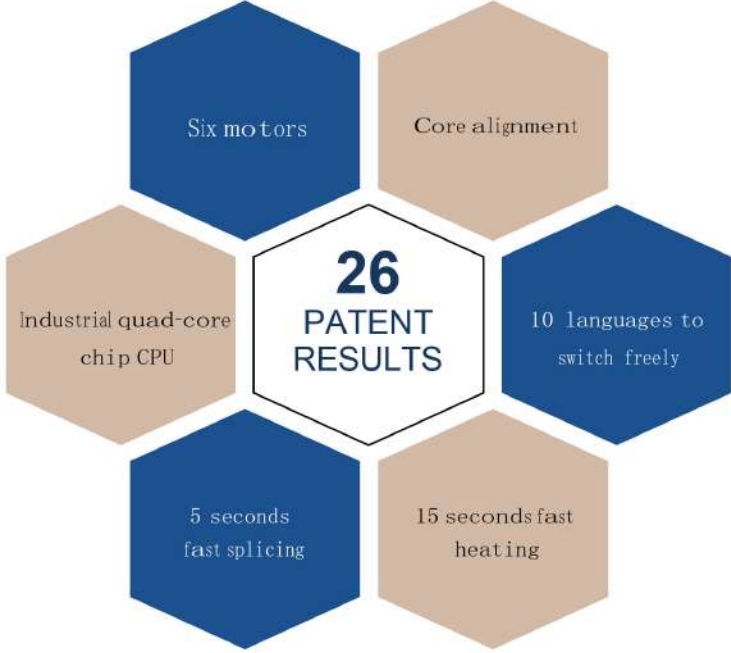 Six motors
Core alignment
Industrial quad-core
chip CPU
26
PATENT
RESULTS
10 languages to
switch freely
5 seconds
fast splicing
15 seconds fast
heating